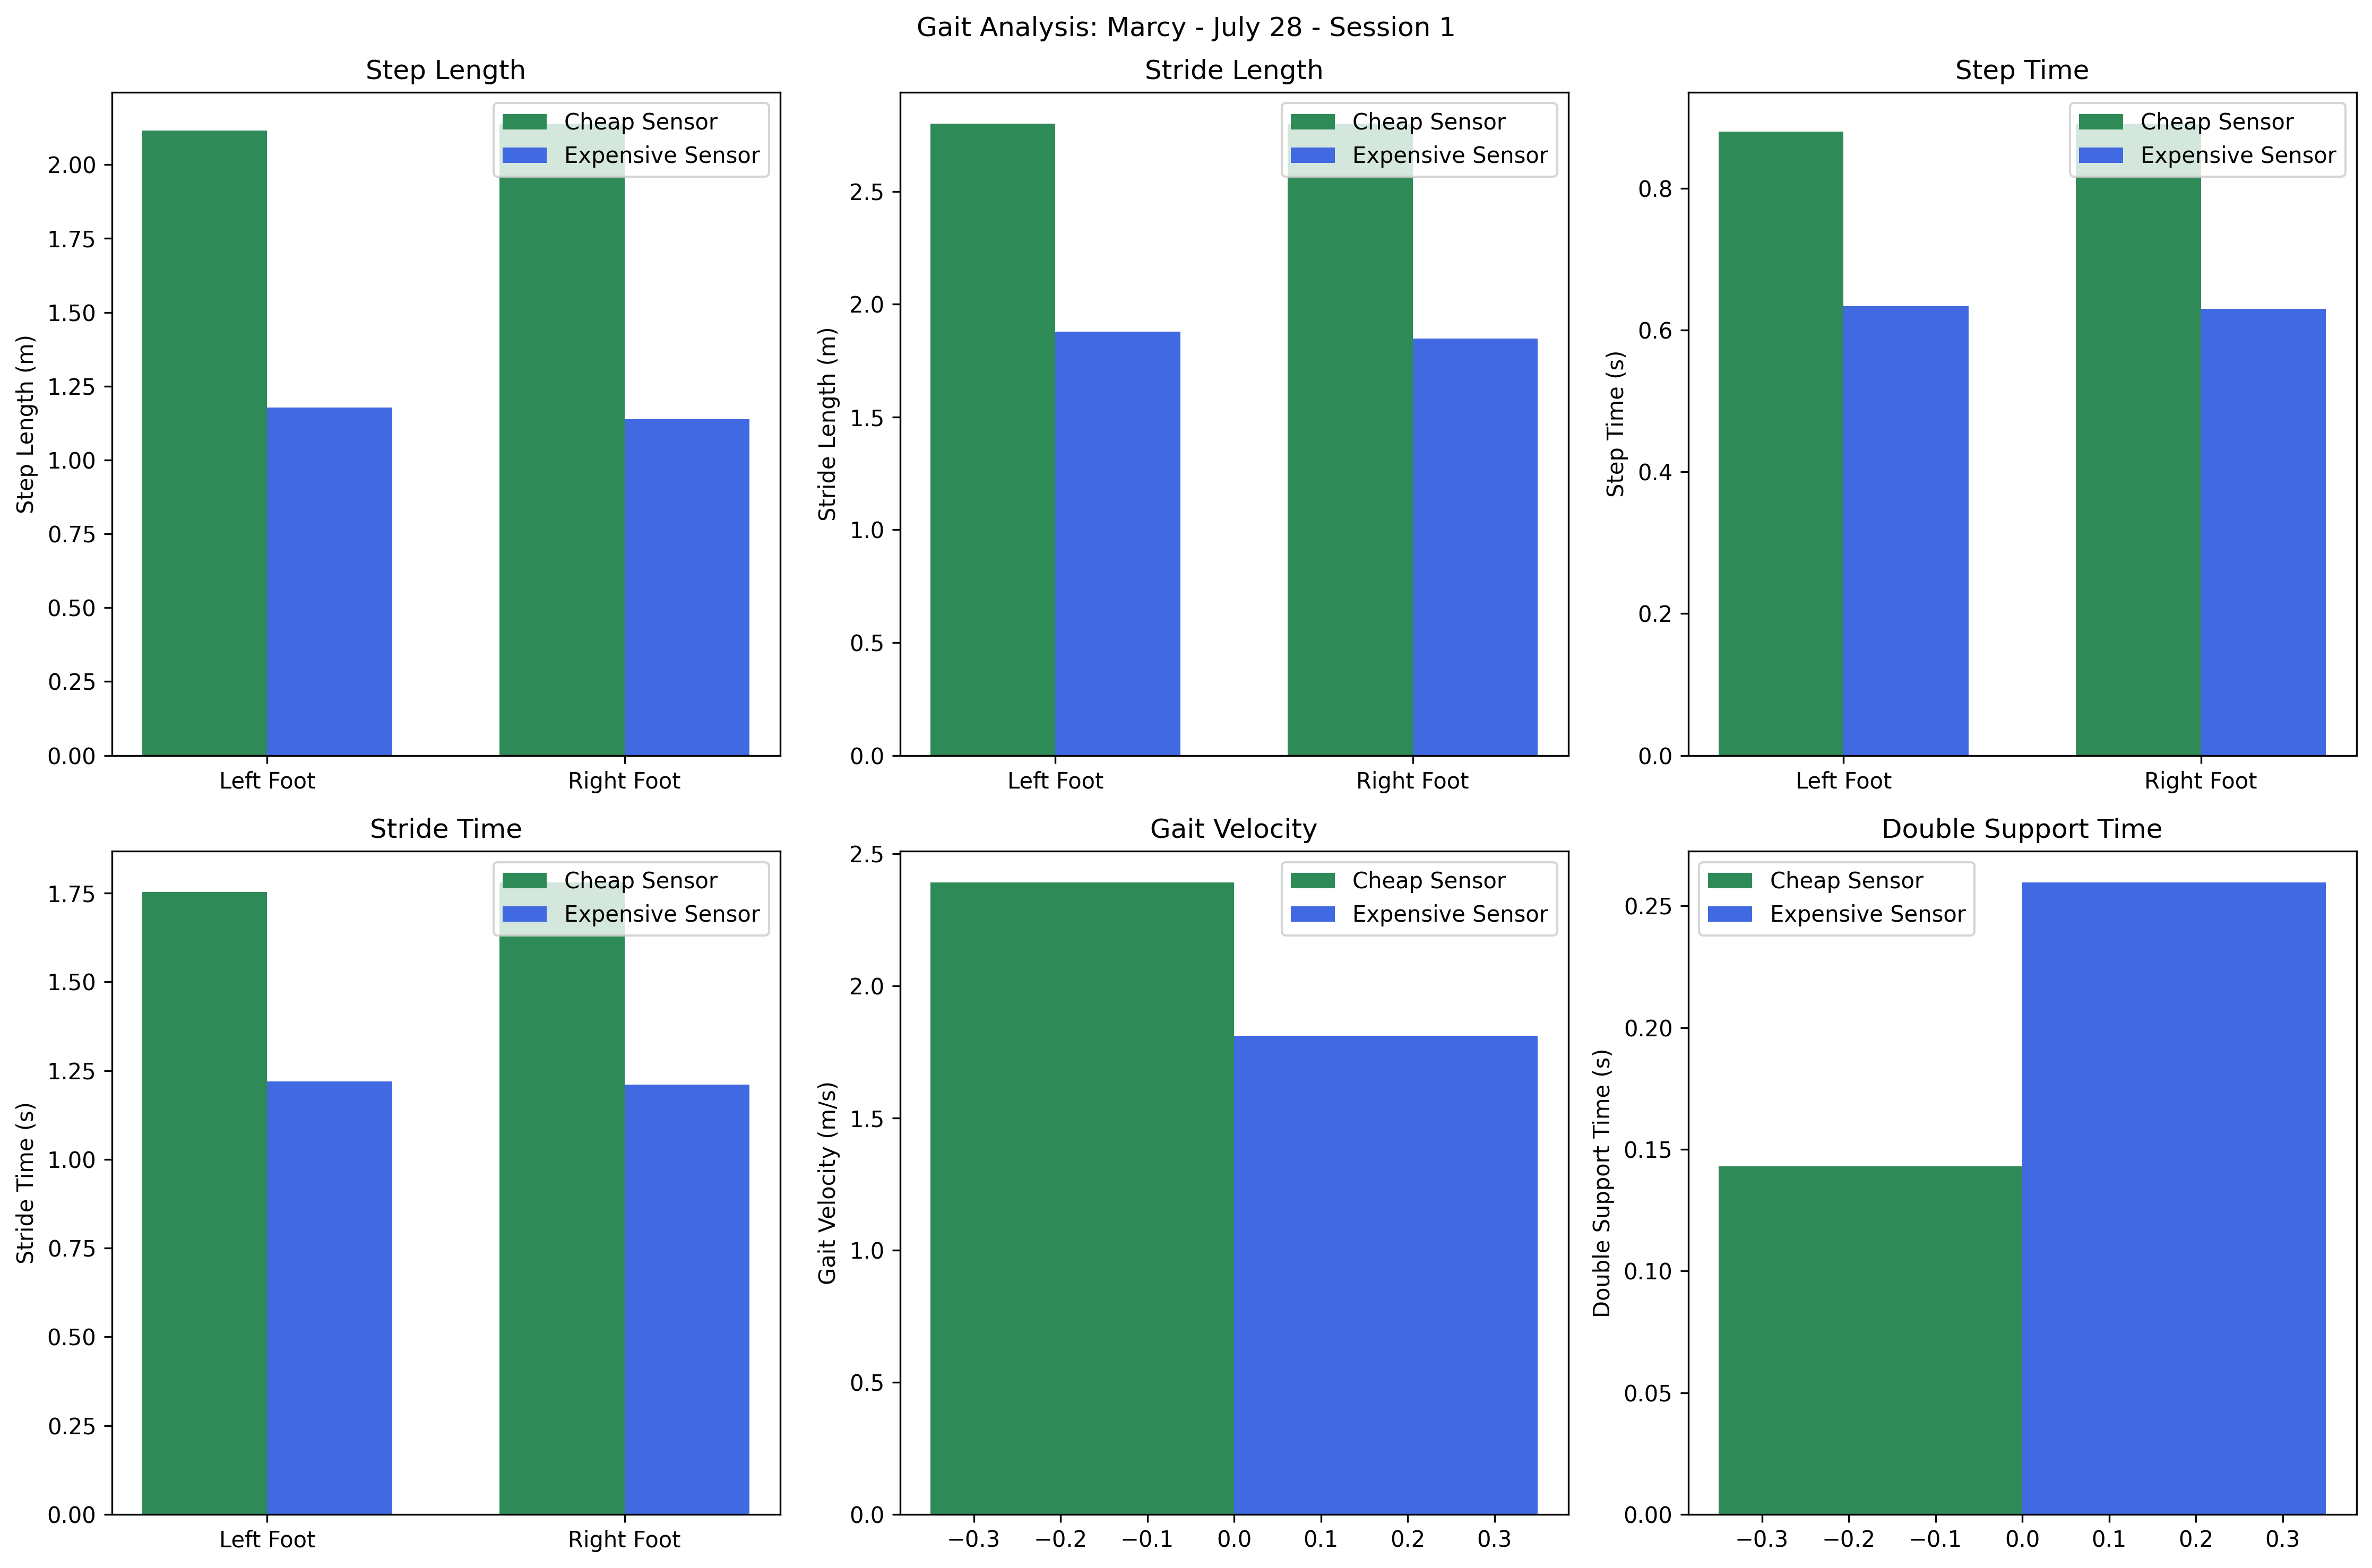 Gait Analysis: Marcy - July 28 - Session 1
Step Length
Step Length (m)
2.00
1.75
1.50
1.25
1.00
0.75
0.50
0.25
0.00
Left Foot
Right Foot
Cheap Sensor
Expensive Sensor
Stride Length
Stride Length (m)
2.5
2.0
1.5
1.0
0.5
0.0
Left Foot
Right Foot
Cheap Sensor
Expensive Sensor
Step Time
Step Time (s)
0.8
0.6
0.4
0.2
0.0
Left Foot
Right Foot
Cheap Sensor
Expensive Sensor
Stride Time
Stride Time (s)
1.75
1.50
1.25
1.00
0.75
0.50
0.25
0.00
Left Foot
Right Foot
Cheap Sensor
Expensive Sensor
Gait Velocity
Gait Velocity (m/s)
2.5
2.0
1.5
1.0
0.5
0.0
−0.3 −0.2 −0.1 0.0 0.1 0.2 0.3
Cheap Sensor
Expensive Sensor
Double Support Time
Double Support Time (s)
0.25
0.20
0.15
0.10
0.05
0.00
−0.3 −0.2 −0.1 0.0 0.1 0.2 0.3
Cheap Sensor
Expensive Sensor